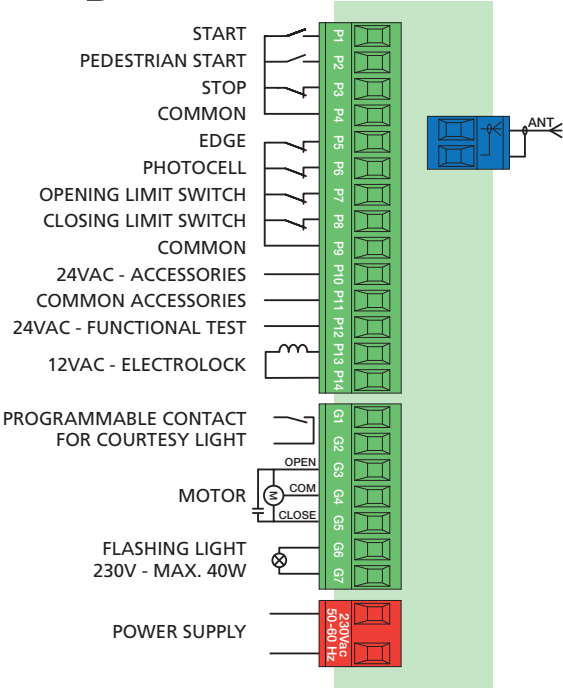 START
PEDESTRIAN START
STOP
COMMON
EDGE
PHOTOCELL
OPENING LIMIT SWITCH
CLOSING LIMIT SWITCH
COMMON
24VAC - ACCESSORIES
COMMON ACCESSORIES
24VAC - FUNCTIONAL TEST
12VAC - ELECTROLOCK
P1
P2
P3
P4
P5
P6
P7
P8
P9
P10
P11
P12
P13
P14
ANT
PROGRAMMABLE CONTACT
FOR COURTESY LIGHT
MOTOR
OPEN
COM
CLOSE
M
FLASHING LIGHT
230V - MAX. 40W
G1
G2
G3
G4
G5
G6
G7
POWER SUPPLY
230Vac
50-60 Hz